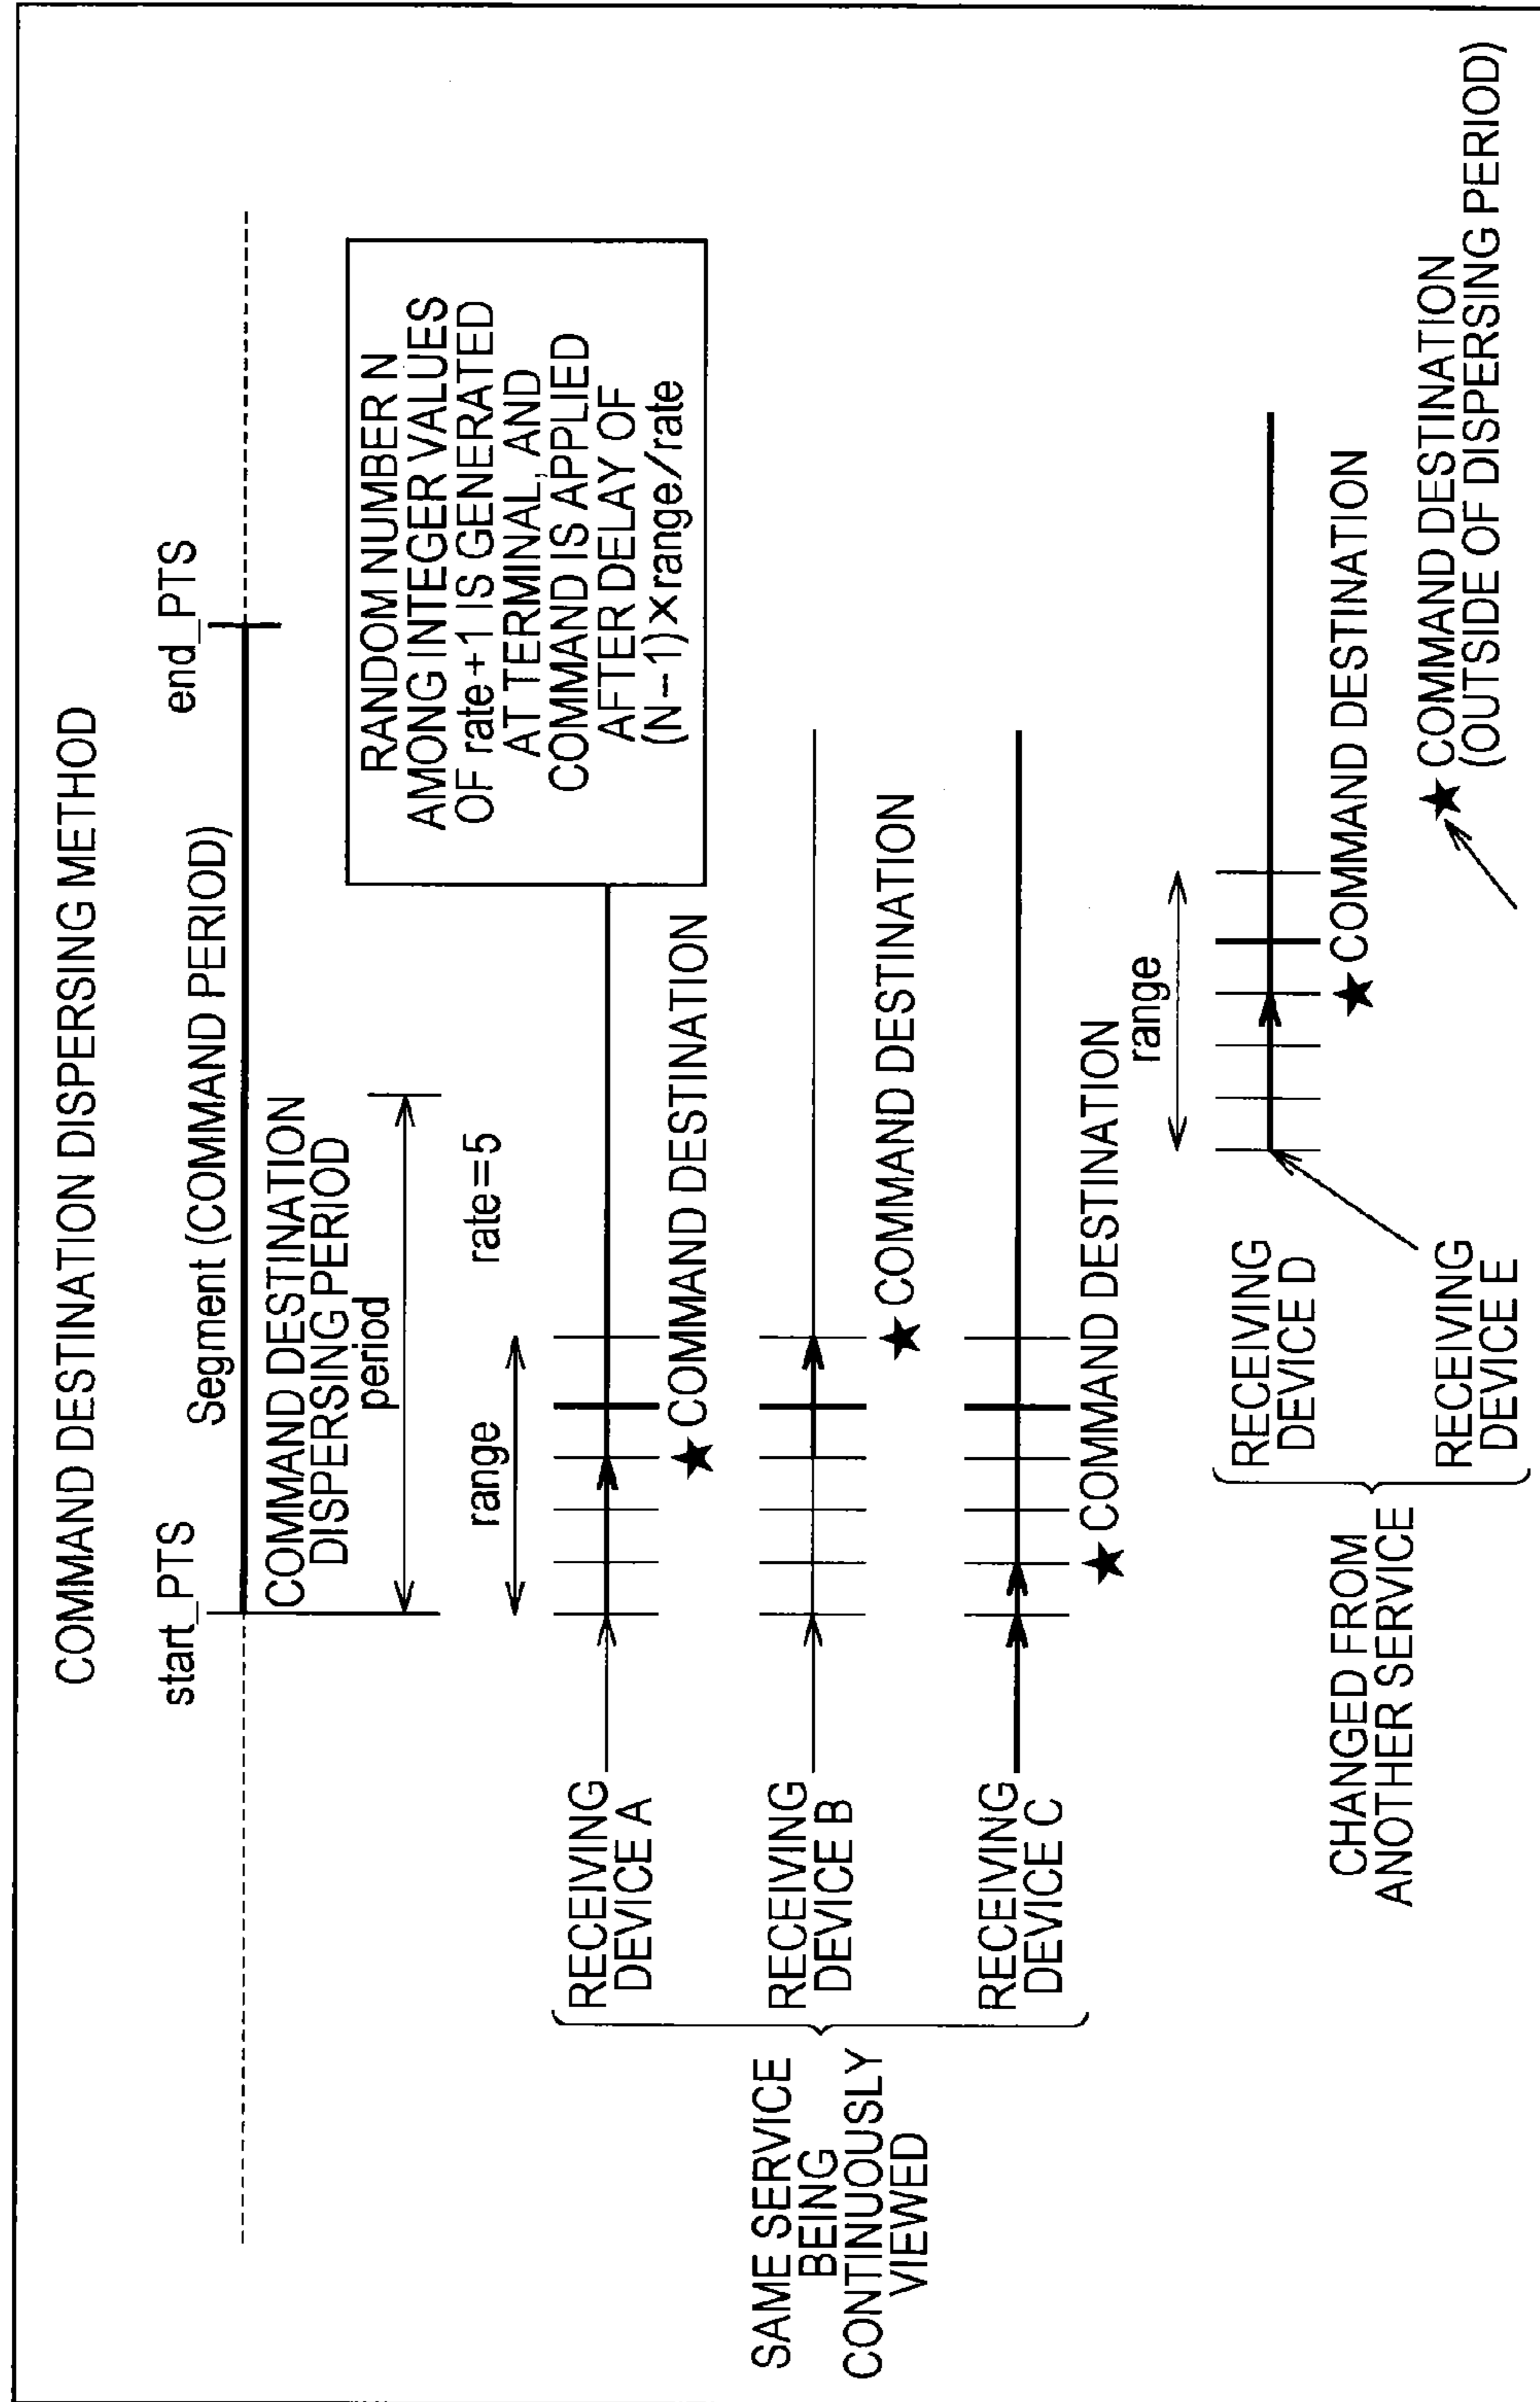 COMMAND DESTINATION DISPERSING METHOD
start_PTS
end_PTS
Segment (COMMAND PERIOD)
COMMAND DESTINATION
DISPERSING PERIOD
period
rate=5
range
RANDOM NUMBER N
AMONG INTEGER VALUES
OF rate+1 IS GENERATED
AT TERMINAL, AND
COMMAND IS APPLIED
AFTER DELAY OF
(N-1)×range/rate
SAME SERVICE
BEING
CONTINUOUSLY
VIEWED
RECEIVING
DEVICE A
★ COMMAND DESTINATION
RECEIVING
DEVICE B
★ COMMAND DESTINATION
RECEIVING
DEVICE C
★ COMMAND DESTINATION
range
CHANGED FROM
ANOTHER SERVICE
RECEIVING
DEVICE D
★ COMMAND DESTINATION
RECEIVING
DEVICE E
★ COMMAND DESTINATION
(OUTSIDE OF DISPERSING PERIOD)